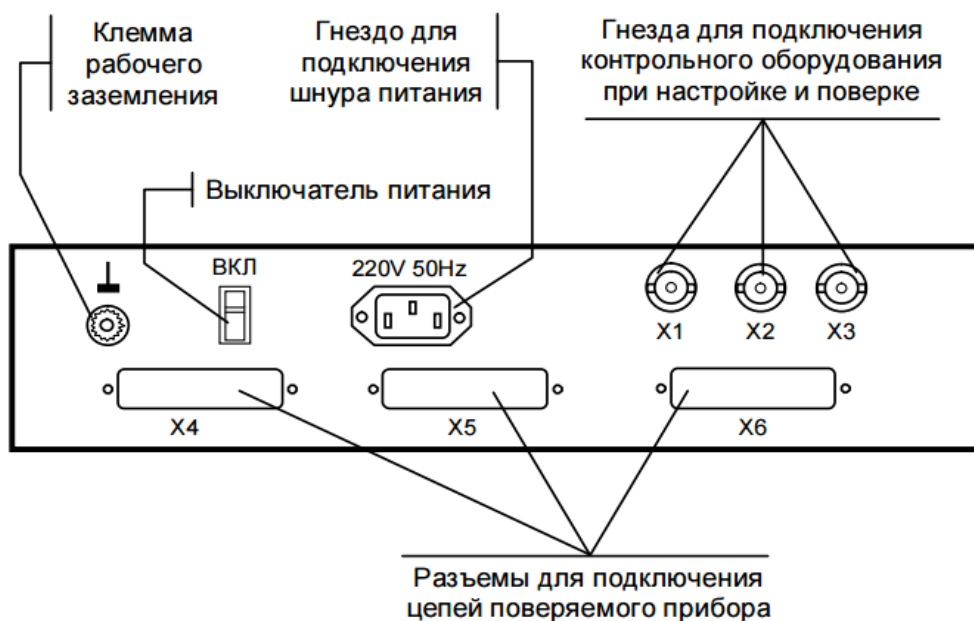 Клемма
рабочего
заземления
Гнездо для
подключения
шнура питания
Гнезда для подключения
контрольного оборудования
при настройке и поверке
Выключатель питания
ВКЛ
220V 50Hz
X1
X2
X3
X4
X5
X6
Разъемы для подключения
цепей поверяемого прибора